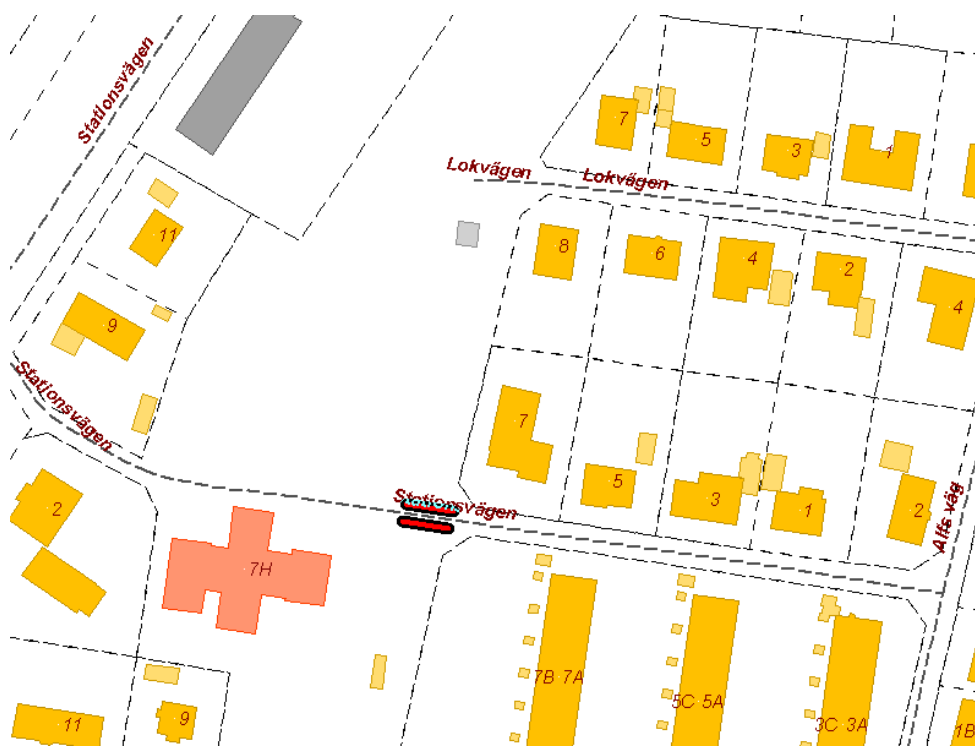 Stationsvägen
7
5
3
1
Lokvägen
Lokvägen
11
8
6
4
2
4
9
Stationsvägen
7
5
3
1
2
Stationsvägen
Alfs väg
2
7H
7B 7A
5C 5A
3C 3A
1B
11
9